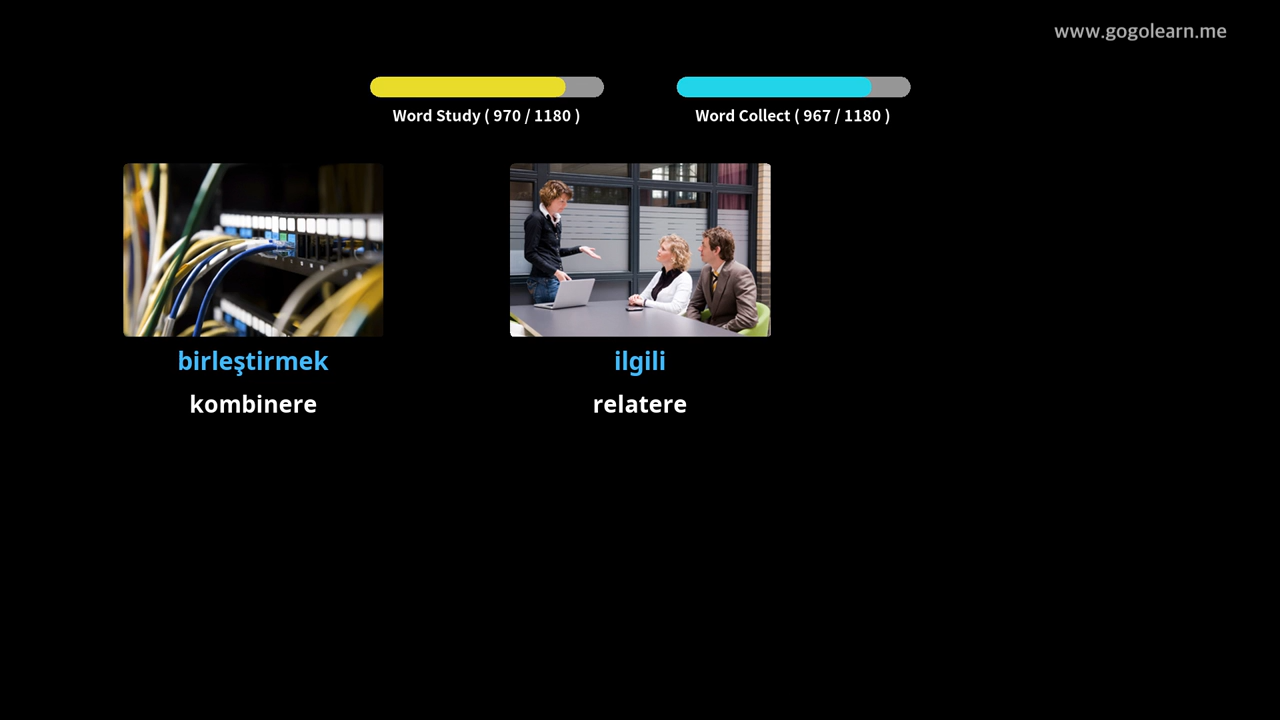 www.gogolearn.me
Word Study ( 970 / 1180 )
Word Collect ( 967 / 1180 )
birleştirmek
ilgili
kombinere
relatere